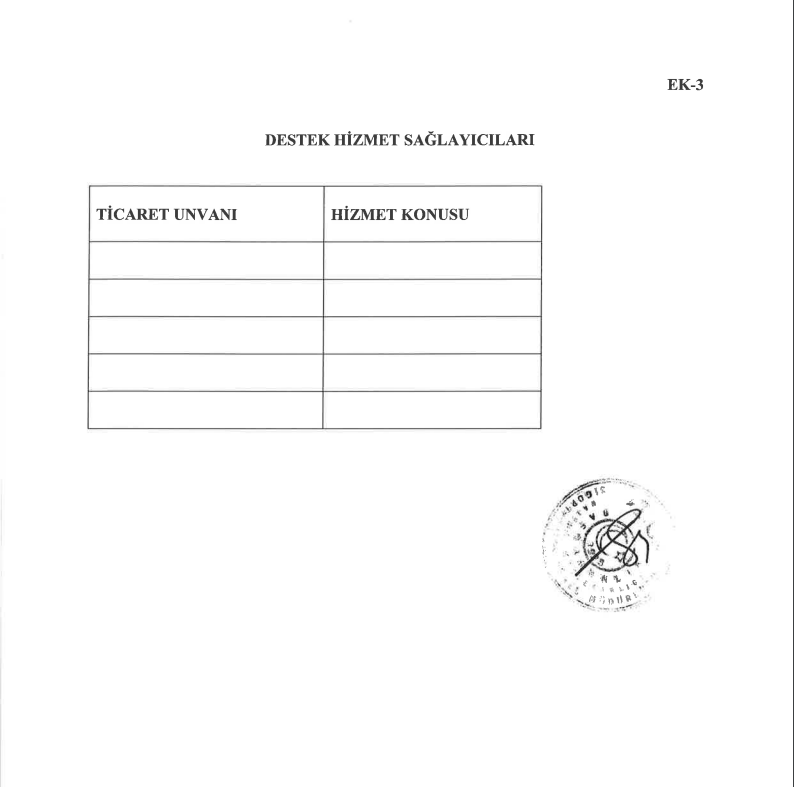 EK-3
DESTEK HİZMET SAĞLAYICILARI
TİCARET UNVANI
HİZMET KONUSU